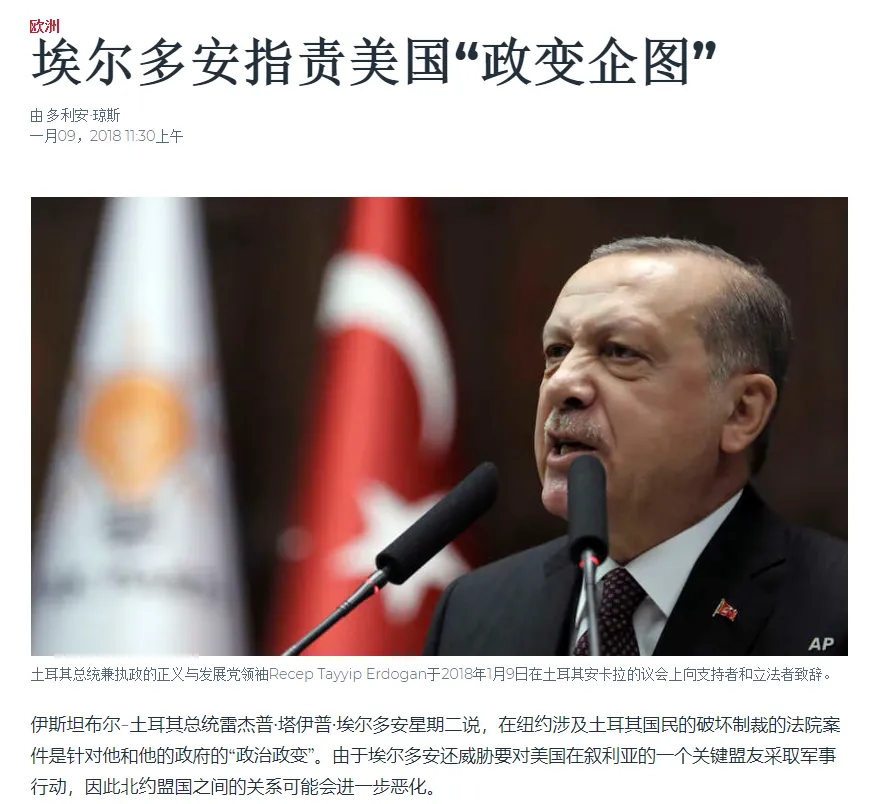 欧洲
埃尔多安指责美国“政变企图”
由 多利安·琼斯
一月09，2018 11:30上午
AP
土耳其总统兼执政的正义与发展党领袖Recep Tayyip Erdogan于2018年1月9日在土耳其安卡拉的议会上向支持者和立法者致辞。
伊斯坦布尔-土耳其总统雷杰普·塔伊普·埃尔多安星期二说，在纽约涉及土耳其国民的破坏制裁的法院案
件是针对他和他的政府的“政治政变”。由于埃尔多安还威胁要对美国在叙利亚的一个关键盟友采取军事
行动，因此北约盟国之间的关系可能会进一步恶化。